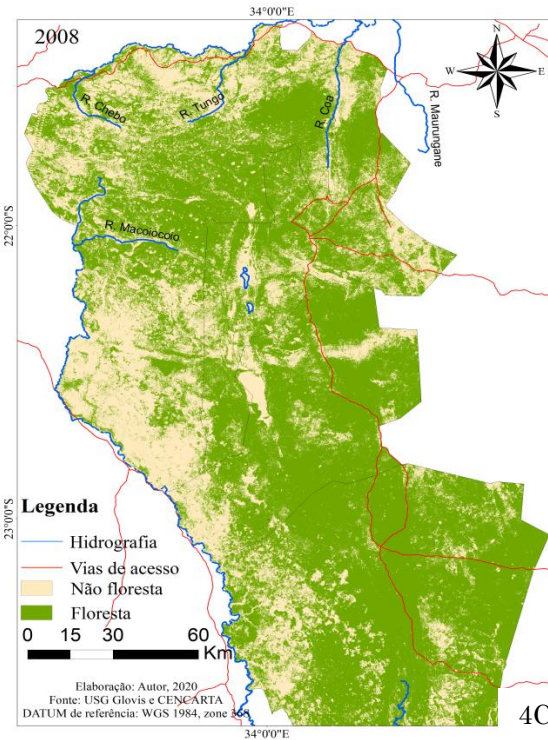 34°0'0"E
2008
N
W E
S
R. Chebo
R. Tungo
R. Coa
R. Maurungane
22°0'0"S
R. Macoiocoio
23°0'0"S
Legenda
Hidrografia
Vias de acesso
Não floresta
Floresta
0 15 30 60
Km
Elaboração: Autor, 2020
Fonte: USG Glovis e CENCARTA
DATUM de referência: WGS 1984, zone 36S
34°0'0"E
4O